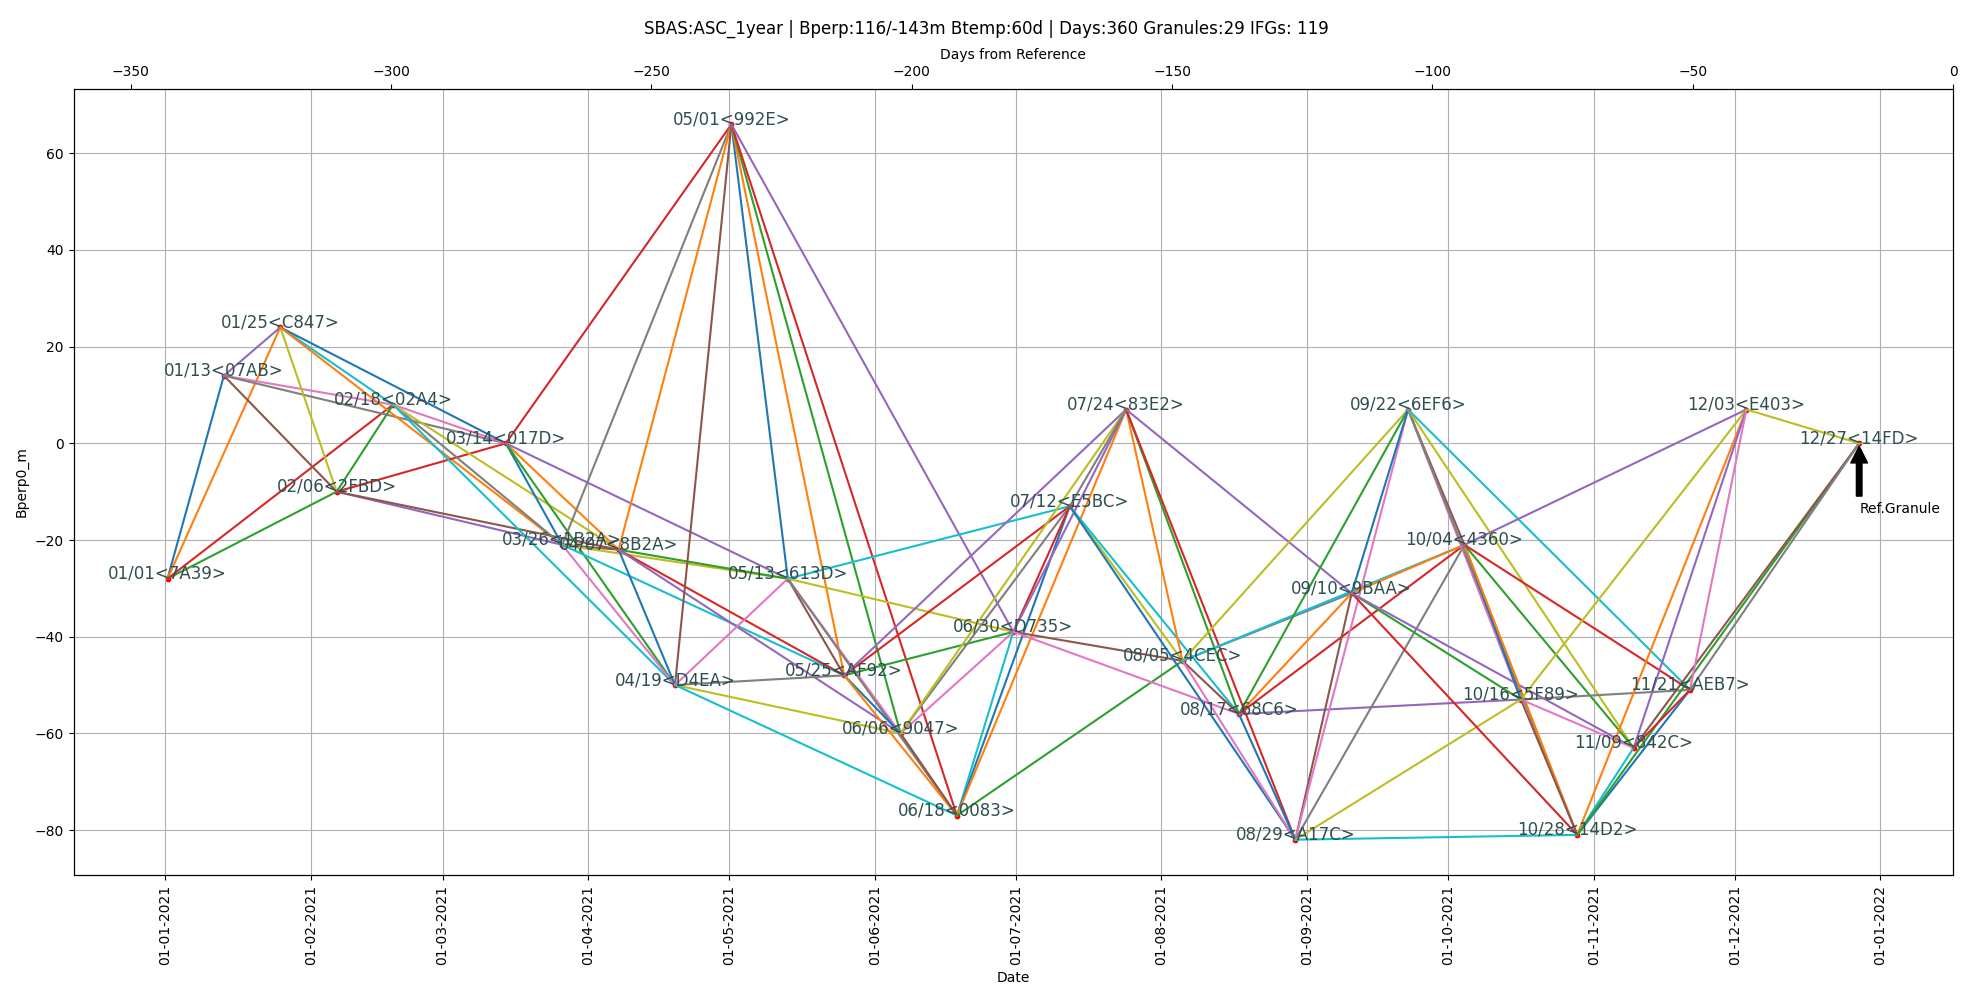 SBAS:ASC_1year | Bperp:116/-143m Btemp:60d | Days:360 Granules:29 IFGs: 119
Days from Reference
−350 −300 −250 −200 −150 −100 −50 0
Bperp0_m
60
40
20
0
−20
−40
−60
−80
05/01<992E>
01/25<C847>
01/13<07AB>
02/18<02A4>
07/24<83E2>
09/22<6EF6>
12/03<E403>
03/14<017D>
12/27<14FD>
02/06<2FBD>
07/12<E5BC>
Ref.Granule
10/04<4360>
01/01<7A39>
05/13<613D>
09/10<9BAA>
06/30<D735>
08/05<4CEC>
05/25<AF92>
04/19<D4EA>
11/21<AEB7>
10/16<5F89>
08/17<68C6>
06/06<9047>
11/09<842C>
06/18<0083>
10/28<14D2>
08/29<A17C>
01-01-2021
01-02-2021
01-03-2021
01-04-2021
01-05-2021
01-06-2021
01-07-2021
01-08-2021
01-09-2021
01-10-2021
01-11-2021
01-12-2021
01-01-2022
Date